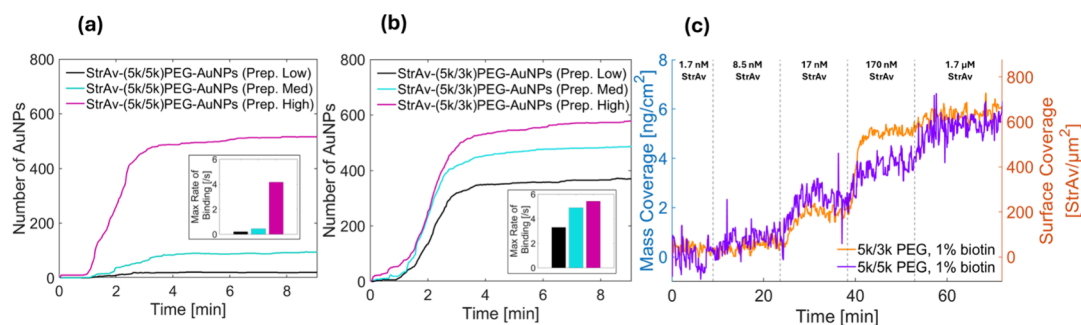 (a)
800
600
400
200
0
Number of AuNPs
StrAv-(5k/5k)PEG-AuNPs (Prep. Low)
StrAv-(5k/5k)PEG-AuNPs (Prep. Med)
StrAv-(5k/5k)PEG-AuNPs (Prep. High)
Max Rate of
Binding [/s]
6
4
2
0
0 2 4 6 8
Time [min]
(b)
800
600
400
200
0
Number of AuNPs
StrAv-(5k/3k)PEG-AuNPs (Prep. Low)
StrAv-(5k/3k)PEG-AuNPs (Prep. Med)
StrAv-(5k/3k)PEG-AuNPs (Prep. High)
Max Rate of
Binding [/s]
6
4
2
0
0 2 4 6 8
Time [min]
(c)
Mass Coverage [ng/cm²]
8
6
4
2
0
1.7 nM
StrAv
8.5 nM
StrAv
17 nM
StrAv
170 nM
StrAv
1.7 µM
StrAv
800
600
400
200
0
Surface Coverage
[StrAv/µm²]
5k/3k PEG, 1% biotin
5k/5k PEG, 1% biotin
0 20 40 60
Time [min]